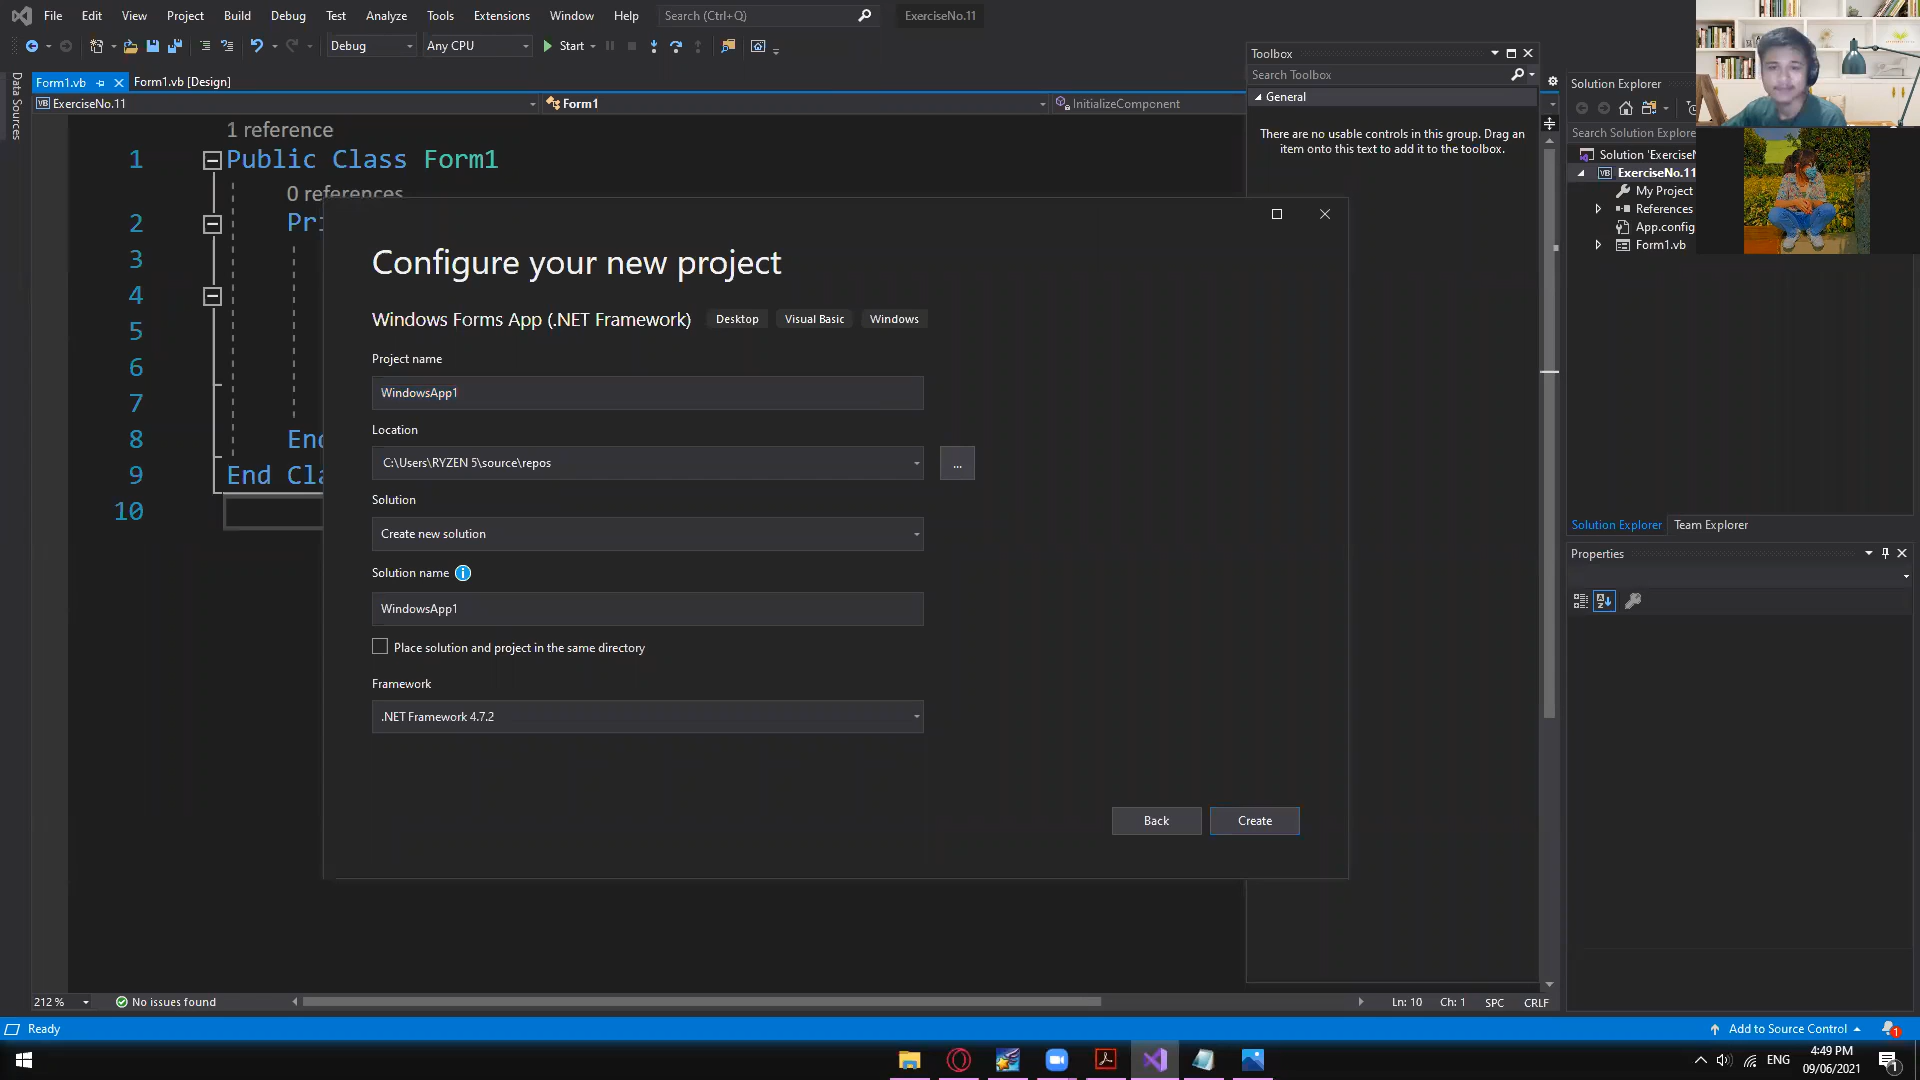 File Edit View Project Build Debug Test Analyze Tools Extensions Window Help Search (Ctrl+Q) ExerciseNo.11
Debug Any CPU Start
Toolbox
Search Toolbox
General
There are no usable controls in this group. Drag an
item onto this text to add it to the toolbox.
Data Sources
Form1.vb Form1.vb [Design]
VB ExerciseNo.11 Form1 InitializeComponent
1 reference
1 Public Class Form1
0 references
2 Pri
3
4
5
6
7
8 End
9 End Cla
10
Configure your new project
Windows Forms App (.NET Framework) Desktop Visual Basic Windows
Project name
WindowsApp1
Location
C:\Users\RYZEN 5\source\repos
...
Solution
Create new solution
Solution name
WindowsApp1
Place solution and project in the same directory
Framework
.NET Framework 4.7.2
Back Create
Solution Explorer
Search Solution Explore
Solution 'ExerciseN
VB ExerciseNo.11
My Project
References
App.config
Form1.vb
Solution Explorer Team Explorer
Properties
212 % No issues found Ln: 10 Ch: 1 SPC CRLF
Ready Add to Source Control 1
ENG 4:49 PM
09/06/2021 1